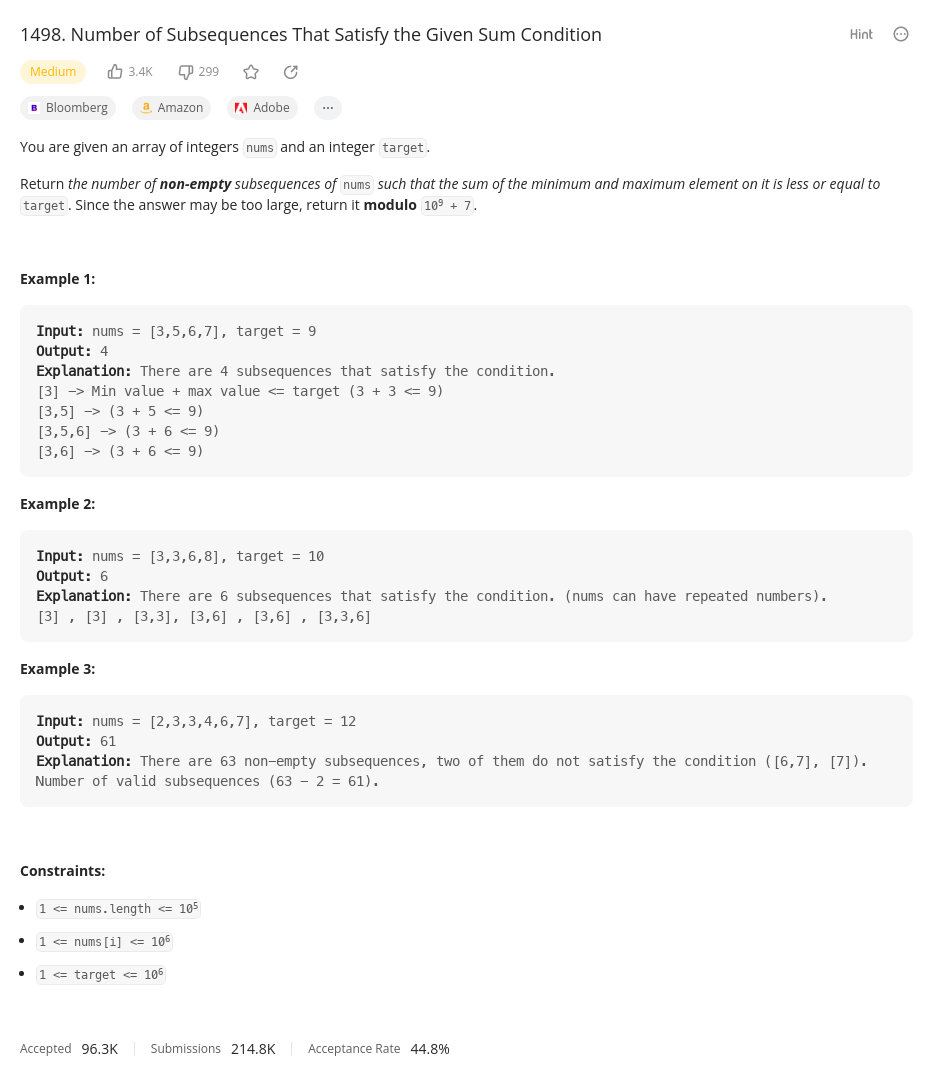 1498. Number of Subsequences That Satisfy the Given Sum Condition
Hint
Medium 3.4K 299
B Bloomberg a Amazon Adobe ...
You are given an array of integers nums and an integer target.
Return the number of non-empty subsequences of nums such that the sum of the minimum and maximum element on it is less or equal to
target. Since the answer may be too large, return it modulo 10⁹ + 7.
Example 1:
Input: nums = [3,5,6,7], target = 9
Output: 4
Explanation: There are 4 subsequences that satisfy the condition.
[3] -> Min value + max value <= target (3 + 3 <= 9)
[3,5] -> (3 + 5 <= 9)
[3,5,6] -> (3 + 6 <= 9)
[3,6] -> (3 + 6 <= 9)
Example 2:
Input: nums = [3,3,6,8], target = 10
Output: 6
Explanation: There are 6 subsequences that satisfy the condition. (nums can have repeated numbers).
[3] , [3] , [3,3], [3,6] , [3,6] , [3,3,6]
Example 3:
Input: nums = [2,3,3,4,6,7], target = 12
Output: 61
Explanation: There are 63 non-empty subsequences, two of them do not satisfy the condition ([6,7], [7]).
Number of valid subsequences (63 - 2 = 61).
Constraints:
• 1 <= nums.length <= 10⁵
• 1 <= nums[i] <= 10⁶
• 1 <= target <= 10⁶
Accepted 96.3K Submissions 214.8K Acceptance Rate 44.8%